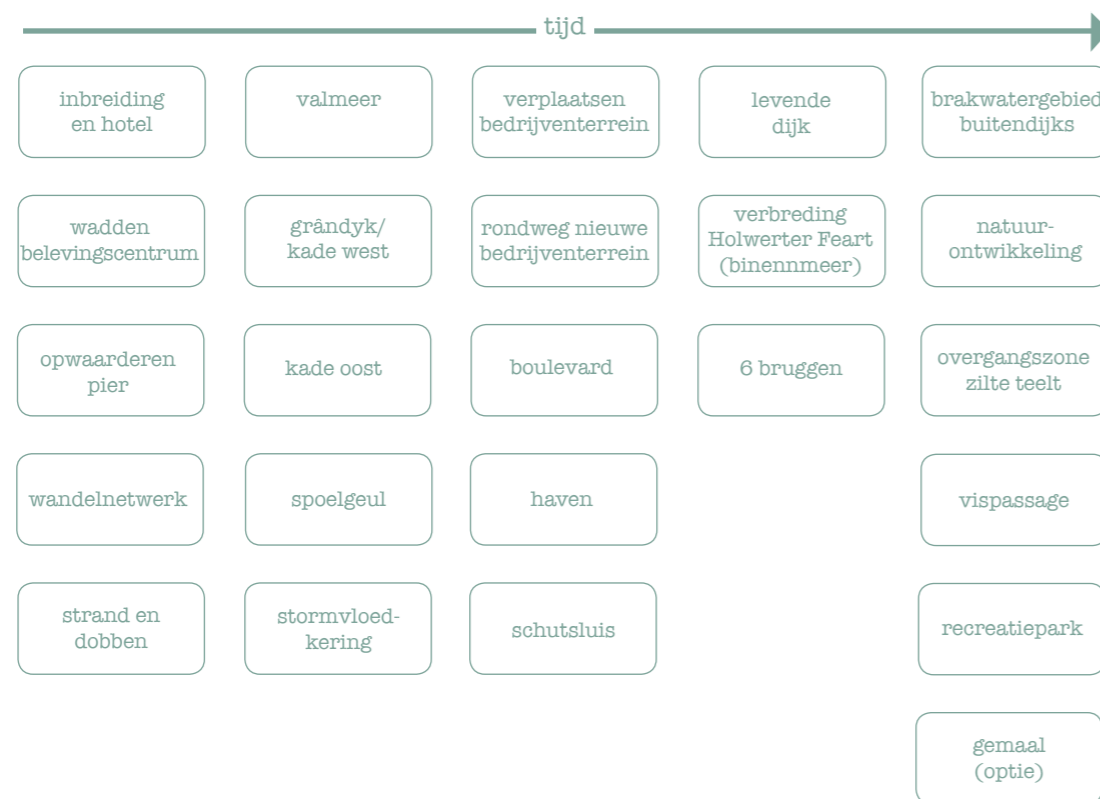 tijd
inbreiding
en hotel
valmeer
verplaatsen
bedrijventerrein
levende
dijk
brakwatergebied
buitendijks
wadden
belevingscentrum
grândyk/
kade west
rondweg nieuwe
bedrijventerrein
verbreding
Holwerter Feart
(binennmeer)
natuur-
ontwikkeling
opwaarderen
pier
kade oost
boulevard
6 bruggen
overgangszone
zilte teelt
wandelnetwerk
spoelgeul
haven
vispassage
strand en
dobben
stormvloed-
kering
schutsluis
recreatiepark
gemaal
(optie)